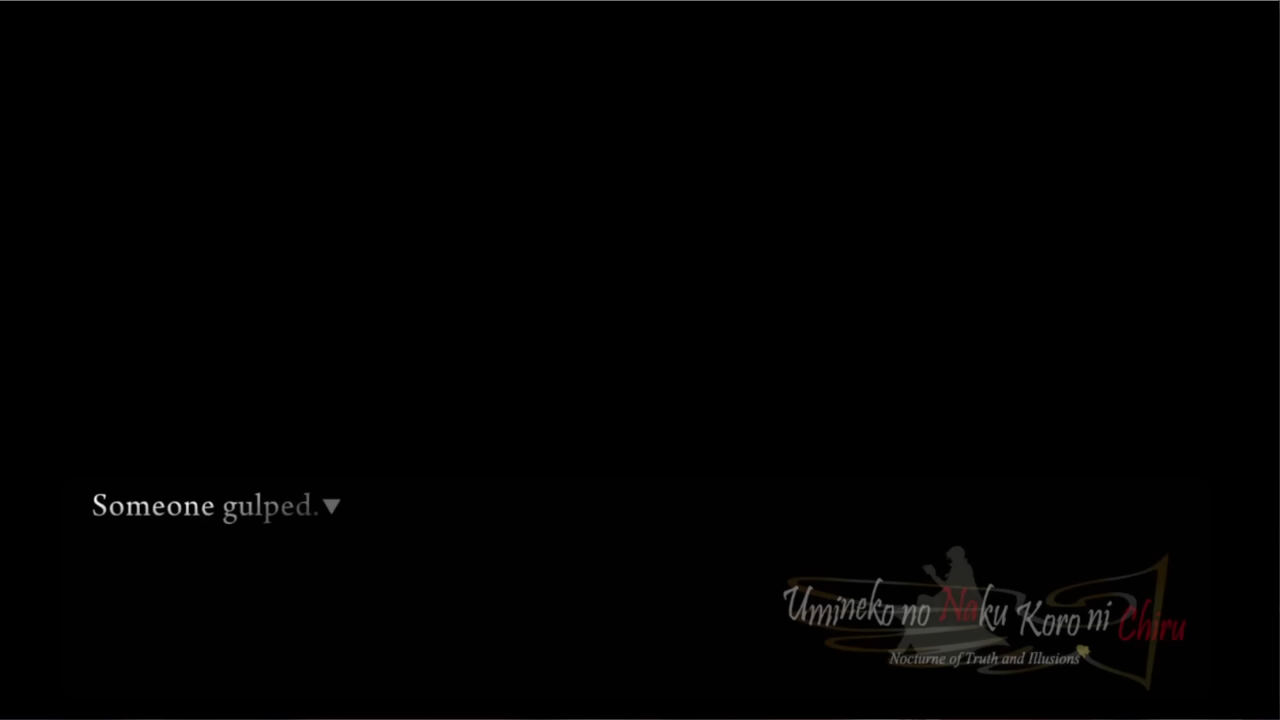 Someone gulped.
Umineko no Naku Koro ni Chiru
Nocturne of Truth and Illusions